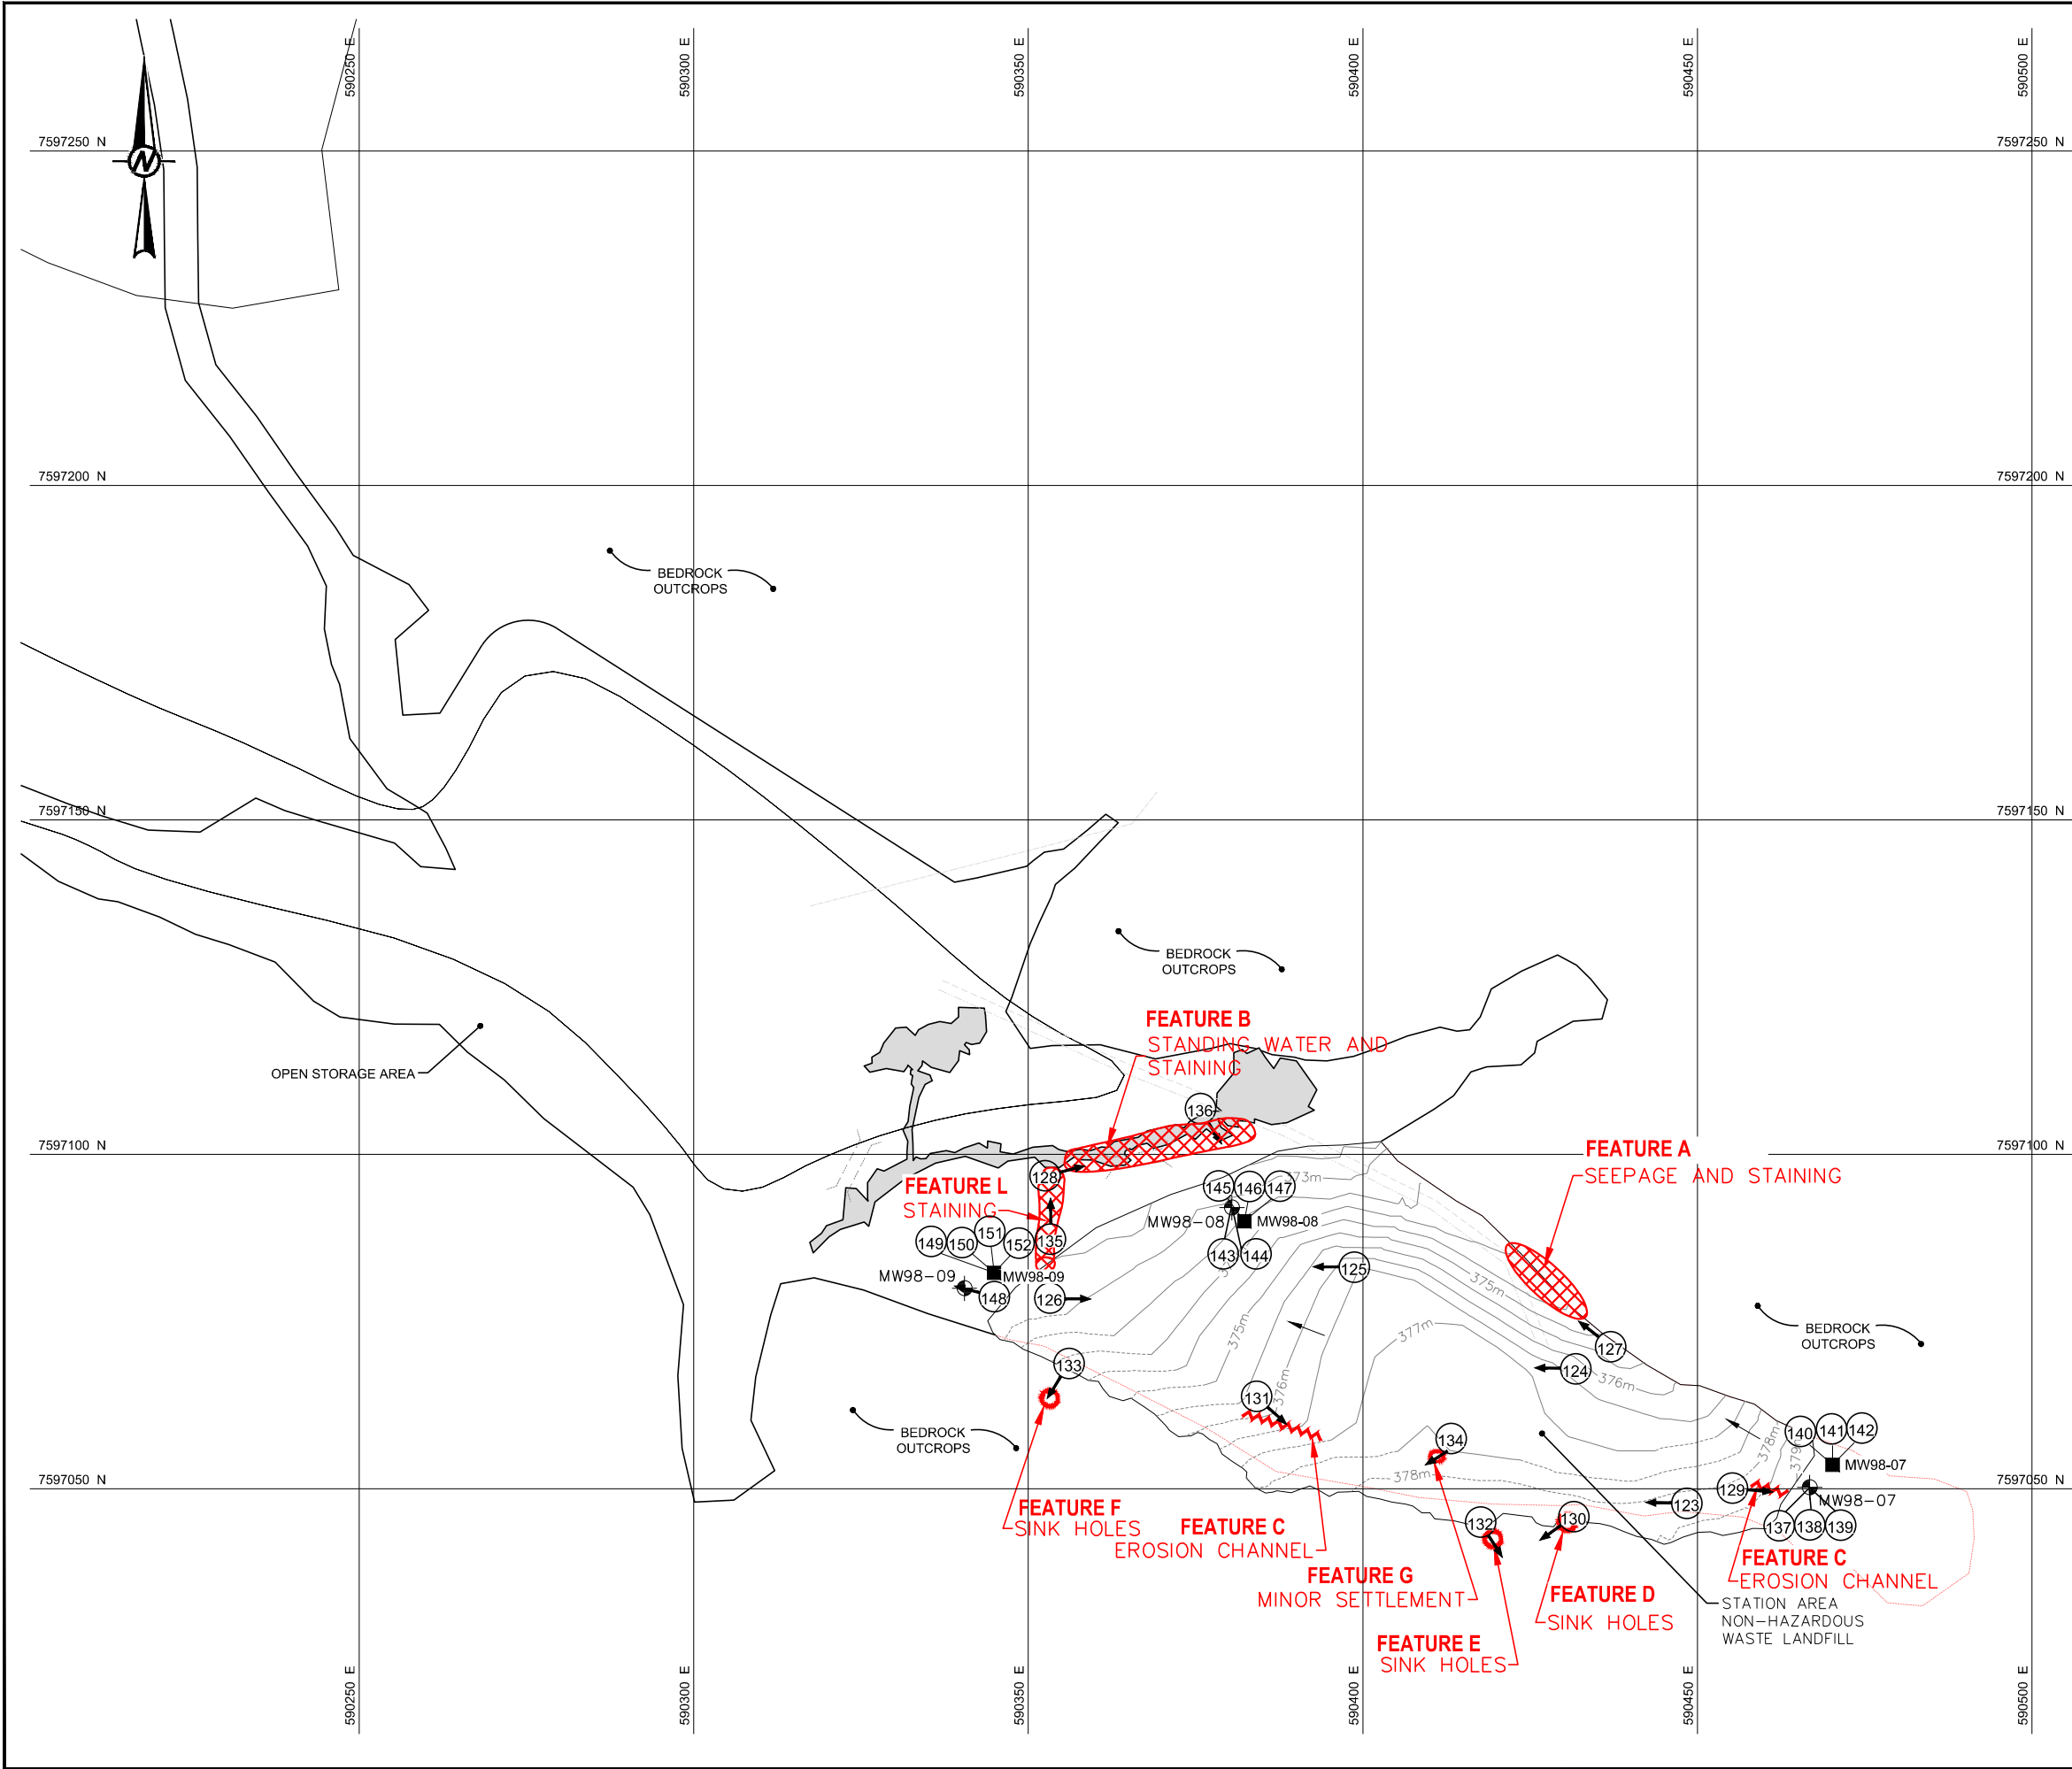 590250 E
590300 E
590350 E
590400 E
590450 E
590500 E
7597250 N
7597250 N
N
7597200 N
7597200 N
BEDROCK
OUTCROPS
7597150 N
7597150 N
BEDROCK
OUTCROPS
FEATURE B
STANDING WATER AND
STAINING
OPEN STORAGE AREA
136
7597100 N
7597100 N
FEATURE A
SEEPAGE AND STAINING
128
373m
FEATURE L
STAINING
145
146
147
MW98-08
MW98-08
149
150
151
152
135
143
144
MW98-09
MW98-09
148
126
125
375m
375m
377m
BEDROCK
OUTCROPS
127
124
376m
133
131
376m
BEDROCK
OUTCROPS
134
378m
378m
379m
140
141
142
MW98-07
7597050 N
7597050 N
129
MW98-07
123
FEATURE F
SINK HOLES
FEATURE C
EROSION CHANNEL
132
130
137
138
139
FEATURE G
MINOR SETTLEMENT
FEATURE D
SINK HOLES
FEATURE C
EROSION CHANNEL
STATION AREA
NON-HAZARDOUS
WASTE LANDFILL
FEATURE E
SINK HOLES
590250 E
590300 E
590350 E
590400 E
590450 E
590500 E